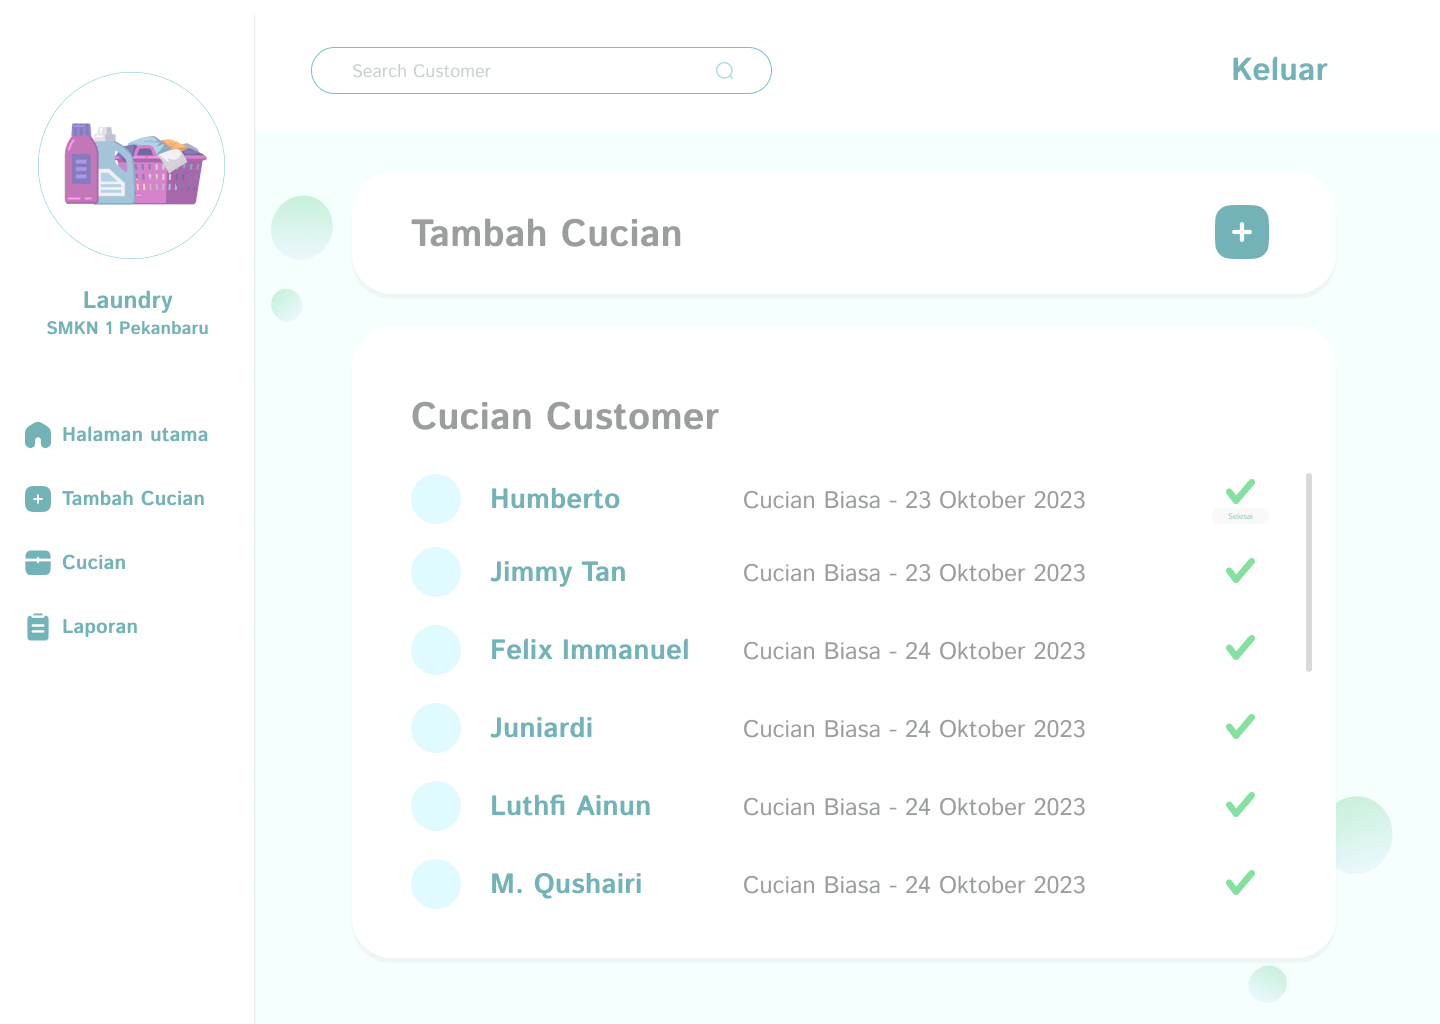 Search Customer
Keluar
Laundry
SMKN 1 Pekanbaru
Halaman utama
Tambah Cucian
Cucian
Laporan
Tambah Cucian
Cucian Customer
Humberto Cucian Biasa - 23 Oktober 2023
Selesai
Jimmy Tan Cucian Biasa - 23 Oktober 2023
Felix Immanuel Cucian Biasa - 24 Oktober 2023
Juniardi Cucian Biasa - 24 Oktober 2023
Luthfi Ainun Cucian Biasa - 24 Oktober 2023
M. Qushairi Cucian Biasa - 24 Oktober 2023